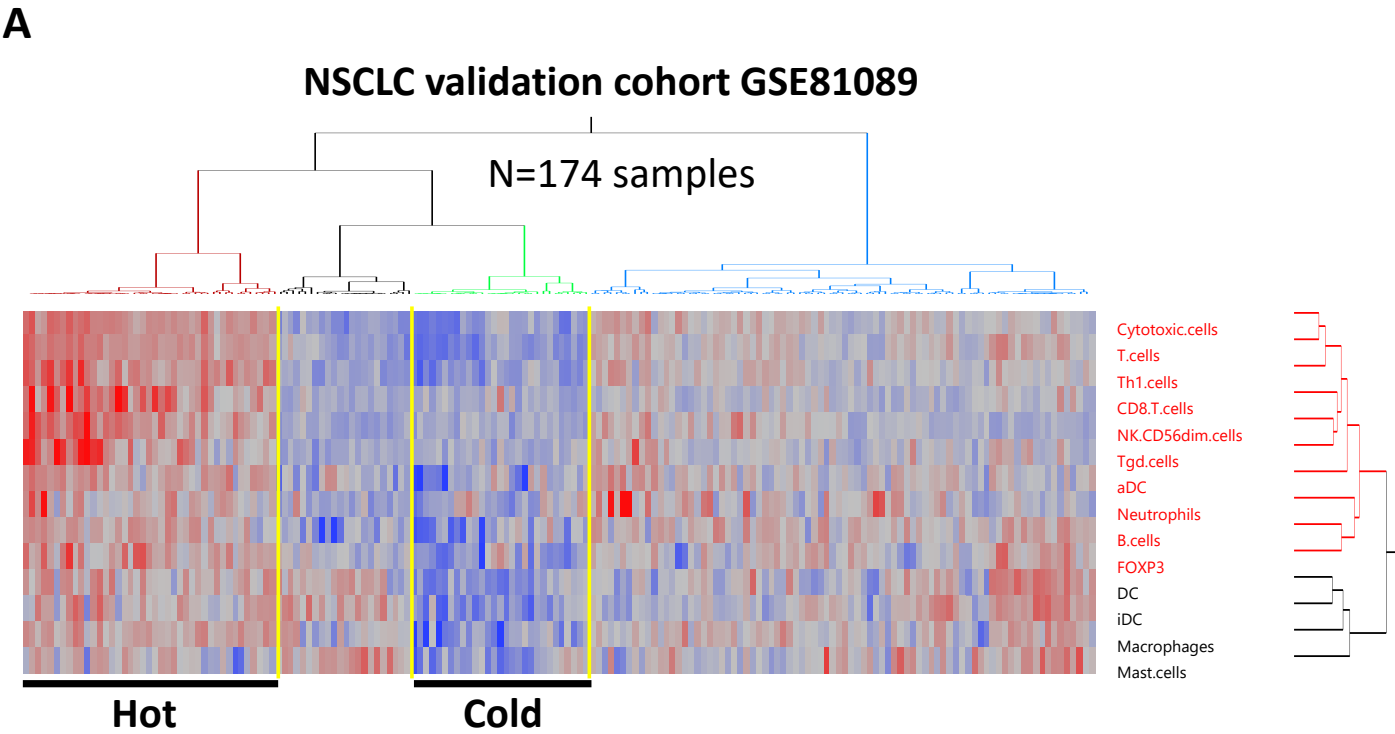 A
NSCLC validation cohort GSE81089
N=174 samples
Cytotoxic.cells
T.cells
Th1.cells
CD8.T.cells
NK.CD56dim.cells
Tgd.cells
aDC
Neutrophils
B.cells
FOXP3
DC
iDC
Macrophages
Mast.cells
Hot
Cold